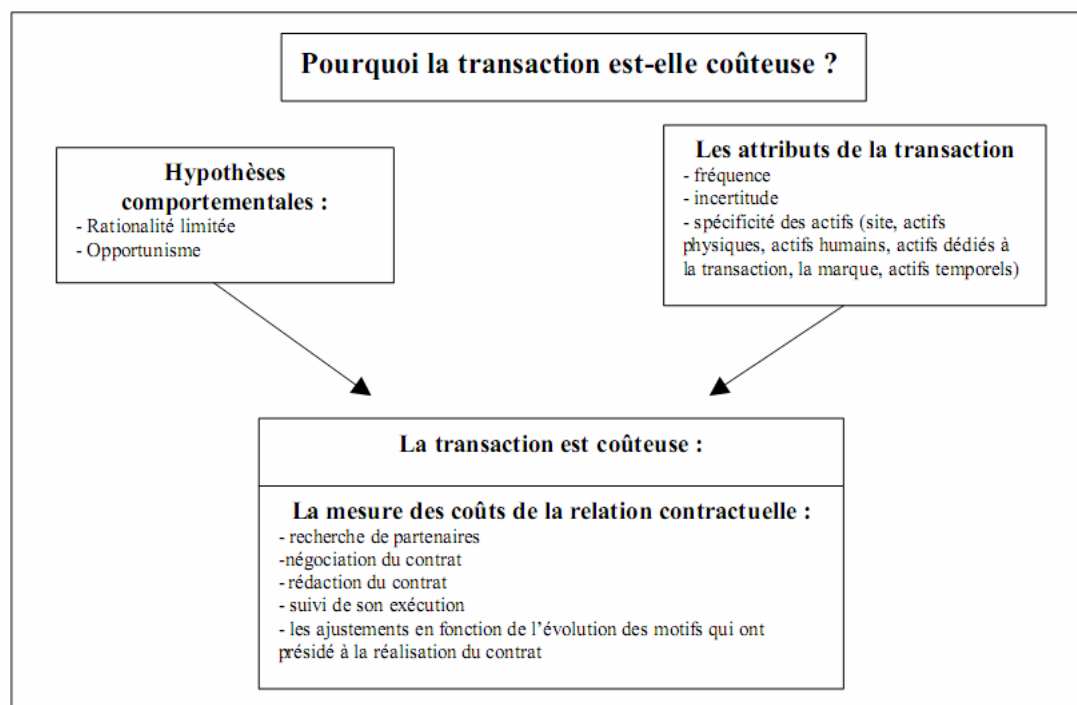 Pourquoi la transaction est-elle coûteuse ?
Hypothèses
comportementales :
- Rationalité limitée
- Opportunisme
Les attributs de la transaction
- fréquence
- incertitude
- spécificité des actifs (site, actifs
physiques, actifs humains, actifs dédiés à
la transaction, la marque, actifs temporels)
La transaction est coûteuse :
La mesure des coûts de la relation contractuelle :
- recherche de partenaires
-négociation du contrat
- rédaction du contrat
- suivi de son exécution
- les ajustements en fonction de l’évolution des motifs qui ont
présidé à la réalisation du contrat